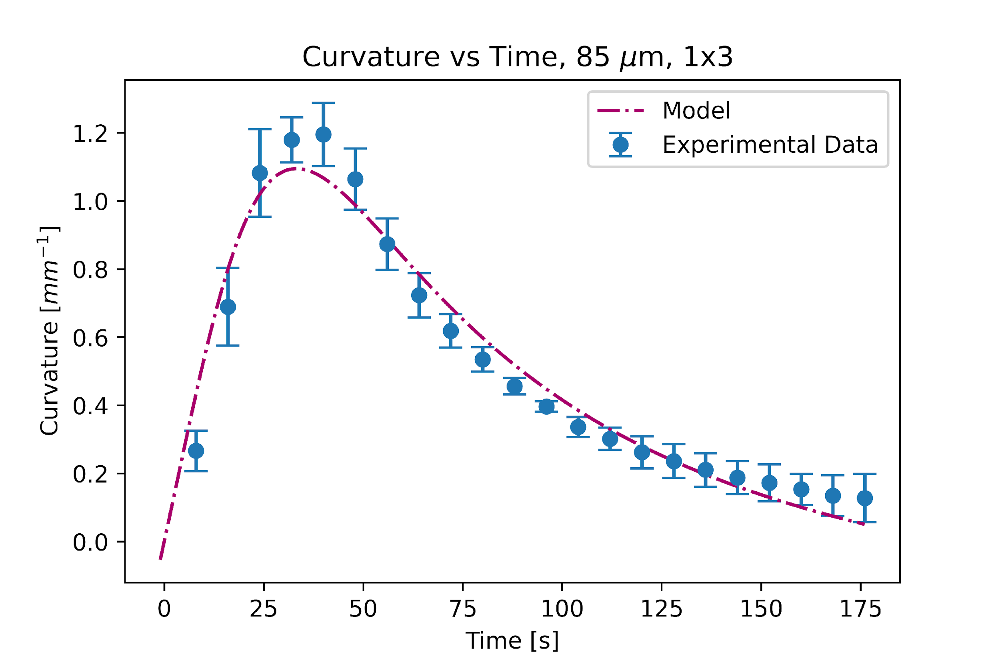 Curvature vs Time, 85 μm, 1x3
Model
Experimental Data
Curvature [mm⁻¹]
1.2
1.0
0.8
0.6
0.4
0.2
0.0
0 25 50 75 100 125 150 175
Time [s]